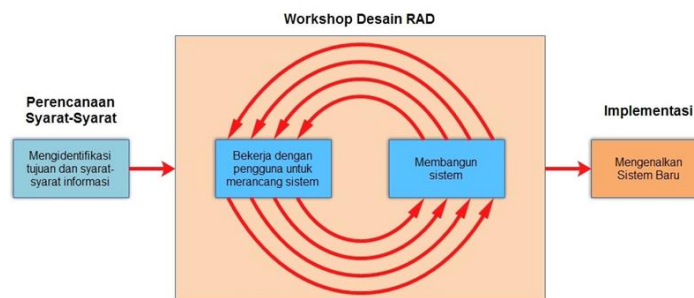 Workshop Desain RAD
Perencanaan
Syarat-Syarat
Mengidentifikasi
tujuan dan syarat-
syarat informasi
Bekerja dengan
pengguna untuk
merancang sistem
Membangun
sistem
Implementasi
Mengenalkan
Sistem Baru